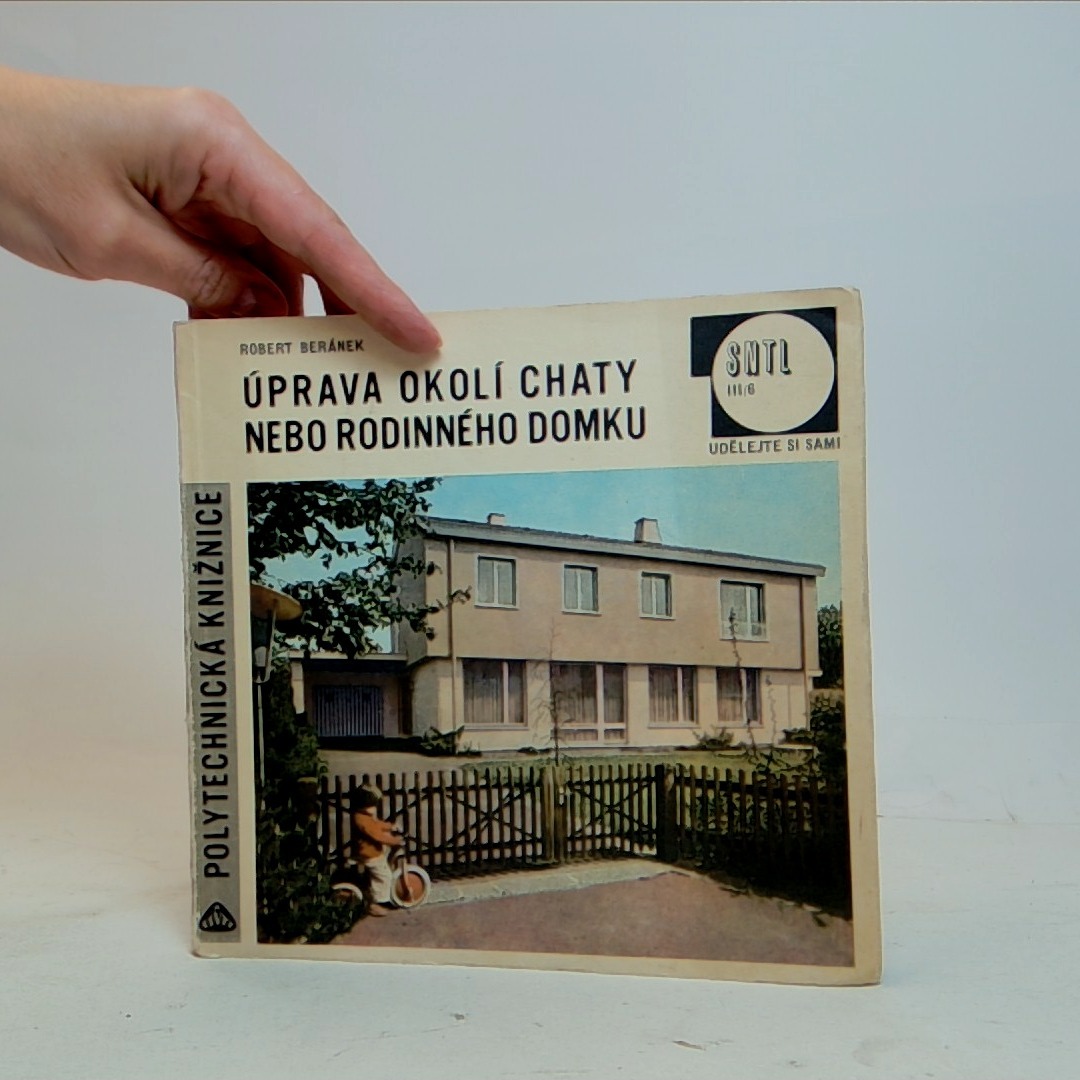 ROBERT BERÁNEK
ÚPRAVA OKOLÍ CHATY
NEBO RODINNÉHO DOMKU
SNTL
III/6
UDĚLEJTE SI SAMI
POLYTECHNICKÁ KNIŽNICE